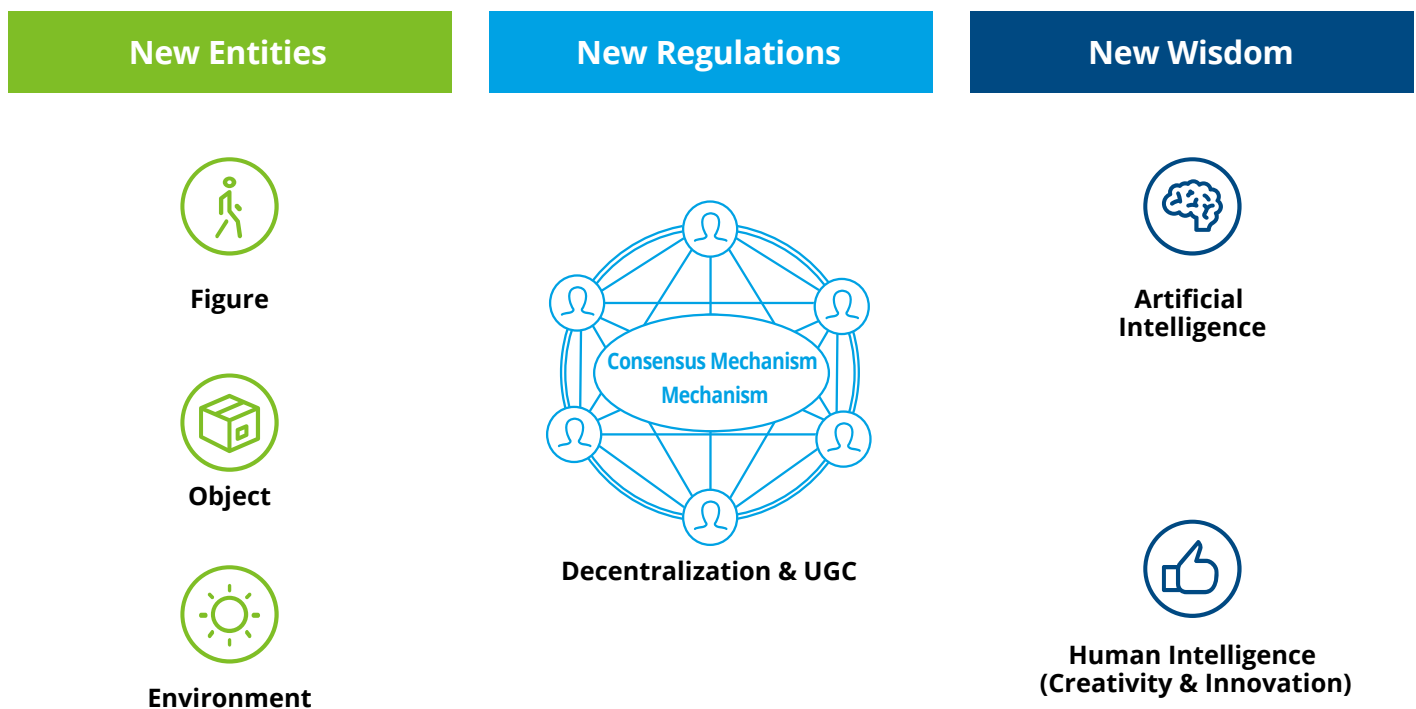 New Entities
New Regulations
New Wisdom
Figure
Object
Environment
Consensus Mechanism
Mechanism
Decentralization & UGC
Artificial
Intelligence
Human Intelligence
(Creativity & Innovation)